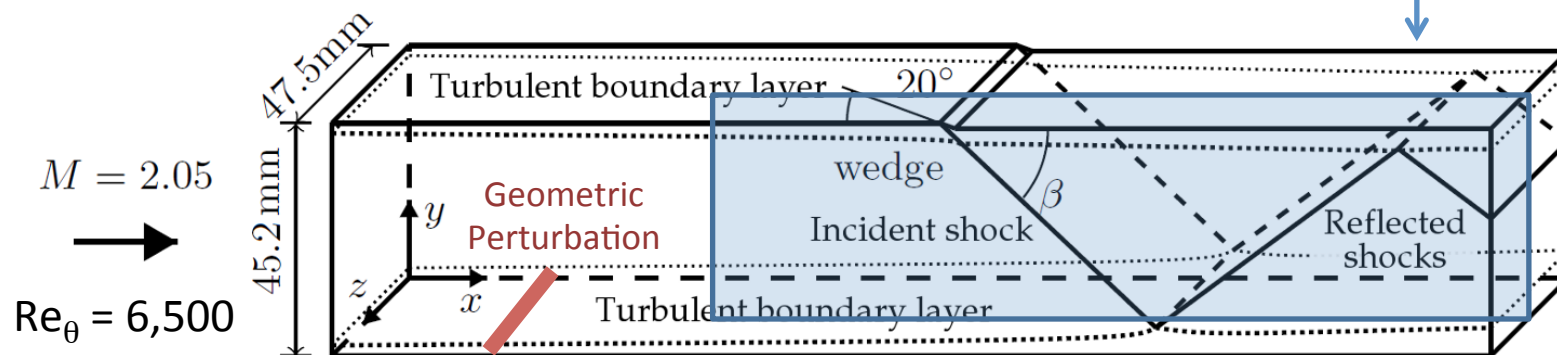 47.5mm
Turbulent boundary layer
20°
M = 2.05
45.2mm
Geometric
Perturbation
wedge
β
y
Incident shock
Reflected
shocks
z
x
Turbulent boundary layer
Reθ = 6,500